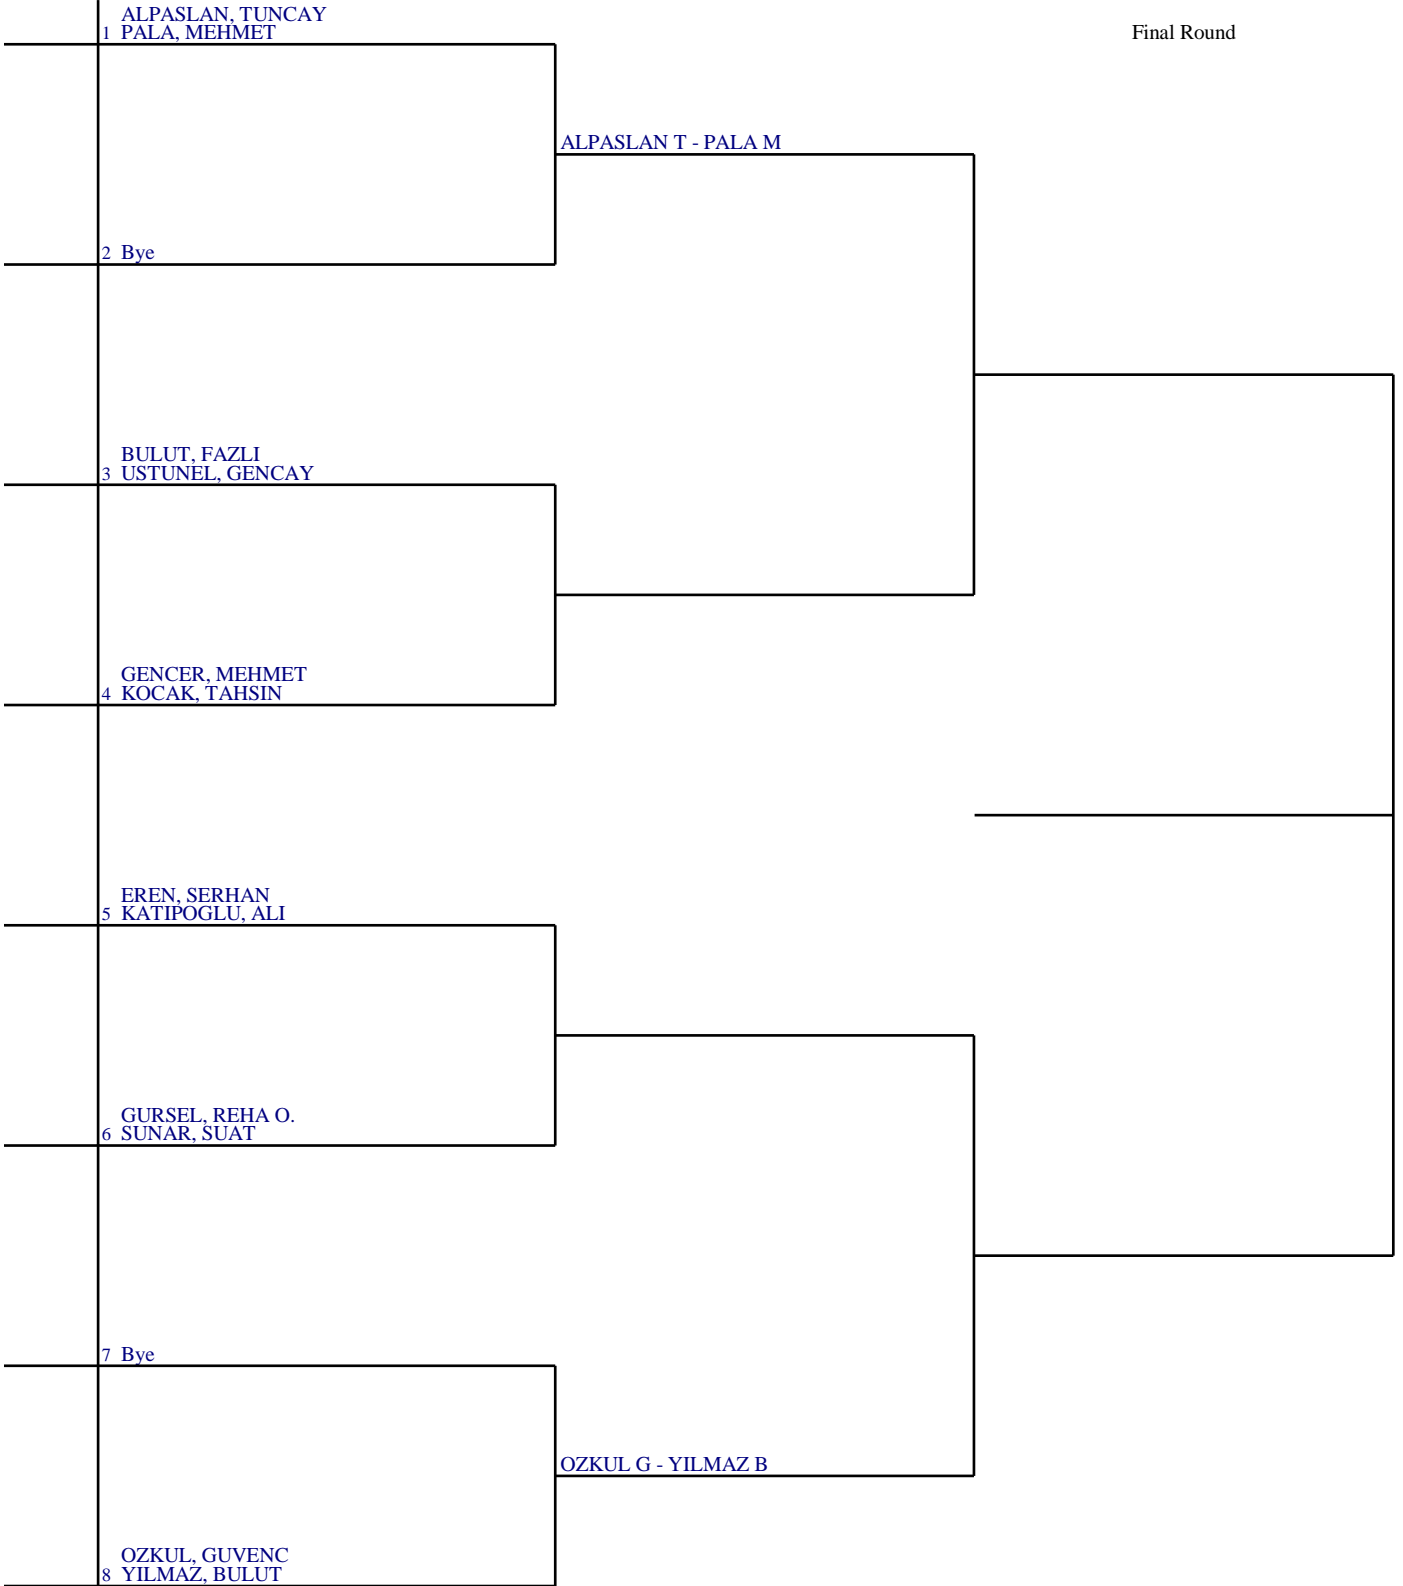 ALPASLAN, TUNCAY
1 PALA, MEHMET
Final Round
ALPASLAN T - PALA M
2 Bye
BULUT, FAZLI
3 USTUNEL, GENCAY
GENCER, MEHMET
4 KOCAK, TAHSIN
EREN, SERHAN
5 KATIPOGLU, ALI
GURSEL, REHA O.
6 SUNAR, SUAT
7 Bye
OZKUL G - YILMAZ B
OZKUL, GUVENC
8 YILMAZ, BULUT